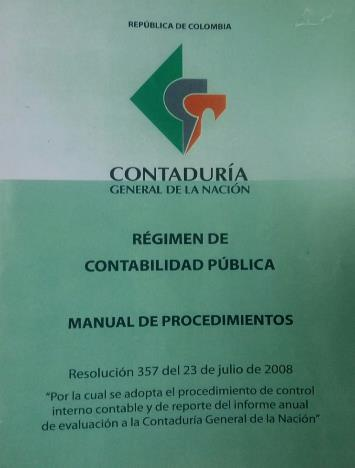 REPÚBLICA DE COLOMBIA
CONTADURÍA
GENERAL DE LA NACIÓN
RÉGIMEN DE
CONTABILIDAD PÚBLICA
MANUAL DE PROCEDIMIENTOS
Resolución 357 del 23 de julio de 2008
"Por la cual se adopta el procedimiento de control
interno contable y de reporte del informe anual
de evaluación a la Contaduría General de la Nación"